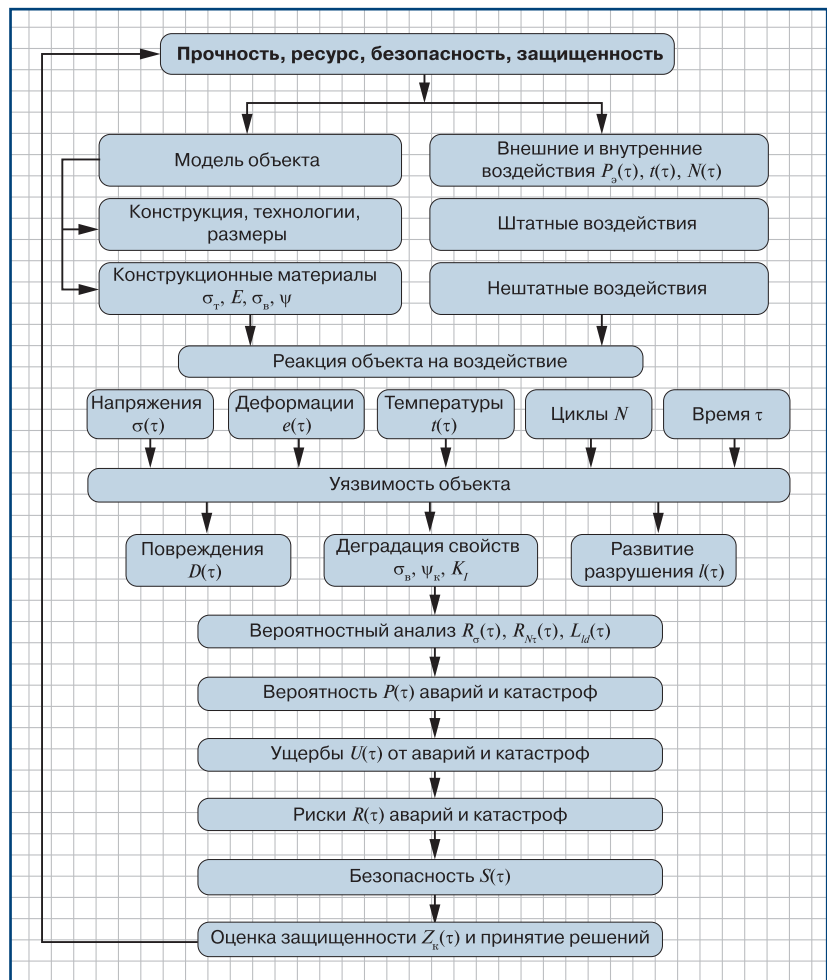 Прочность, ресурс, безопасность, защищенность
Модель объекта
Внешние и внутренние
воздействия Pэ(τ), t(τ), N(τ)
Конструкция, технологии,
размеры
Штатные воздействия
Конструкционные материалы
σт, E, σв, ψ
Нештатные воздействия
Реакция объекта на воздействие
Напряжения
σ(τ)
Деформации
e(τ)
Температуры
t(τ)
Циклы N
Время τ
Уязвимость объекта
Повреждения
D(τ)
Деградация свойств
σв, ψк, KI
Развитие
разрушения l(τ)
Вероятностный анализ Rσ(τ), RNτ(τ), Lld(τ)
Вероятность P(τ) аварий и катастроф
Ущербы U(τ) от аварий и катастроф
Риски R(τ) аварий и катастроф
Безопасность S(τ)
Оценка защищенности Zк(τ) и принятие решений